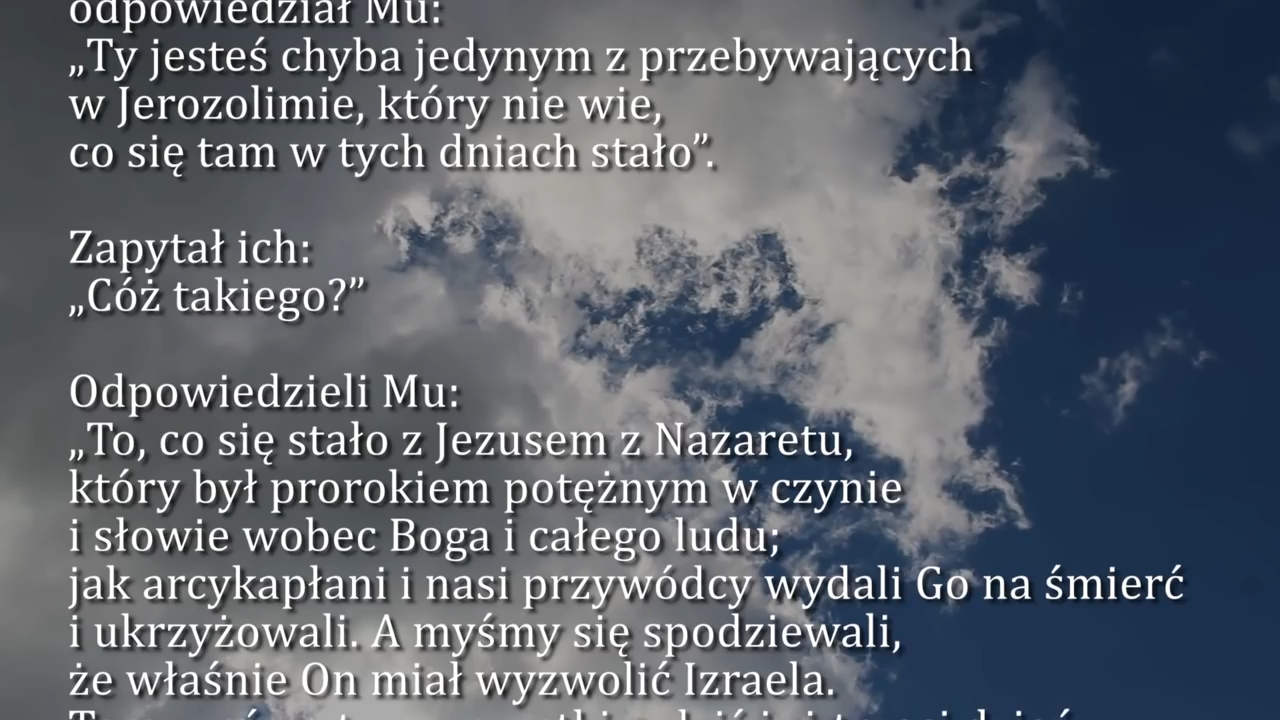 odpowiedział Mu:
„Ty jesteś chyba jedynym z przebywających
w Jerozolimie, który nie wie,
co się tam w tych dniach stało”.
Zapytał ich:
„Cóż takiego?”
Odpowiedzieli Mu:
„To, co się stało z Jezusem z Nazaretu,
który był prorokiem potężnym w czynie
i słowie wobec Boga i całego ludu;
jak arcykapłani i nasi przywódcy wydali Go na śmierć
i ukrzyżowali. A myśmy się spodziewali,
że właśnie On miał wyzwolić Izraela.